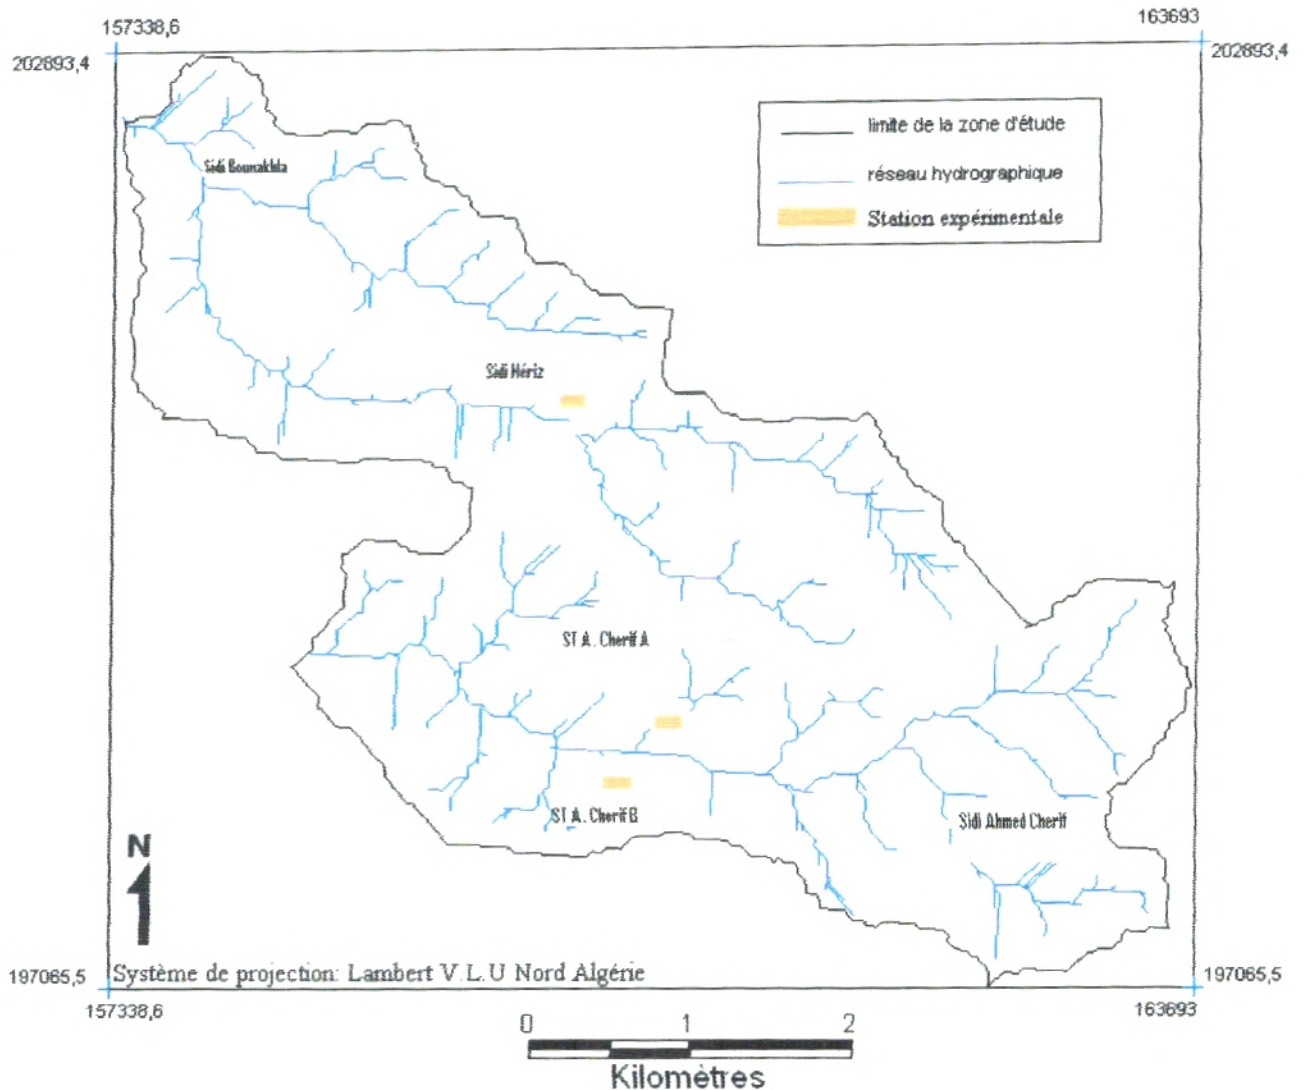 157338,6
163693
202893,4
202893,4
limite de la zone d'étude
réseau hydrographique
Station expérimentale
Sidi Boumakhla
Sidi Hériz
ST A. Cherif A
ST A. Cherif B
Sidi Ahmed Cherif
N
197065,5
Système de projection: Lambert V.L.U Nord Algérie
197065,5
157338,6
163693
0 1 2
Kilomètres